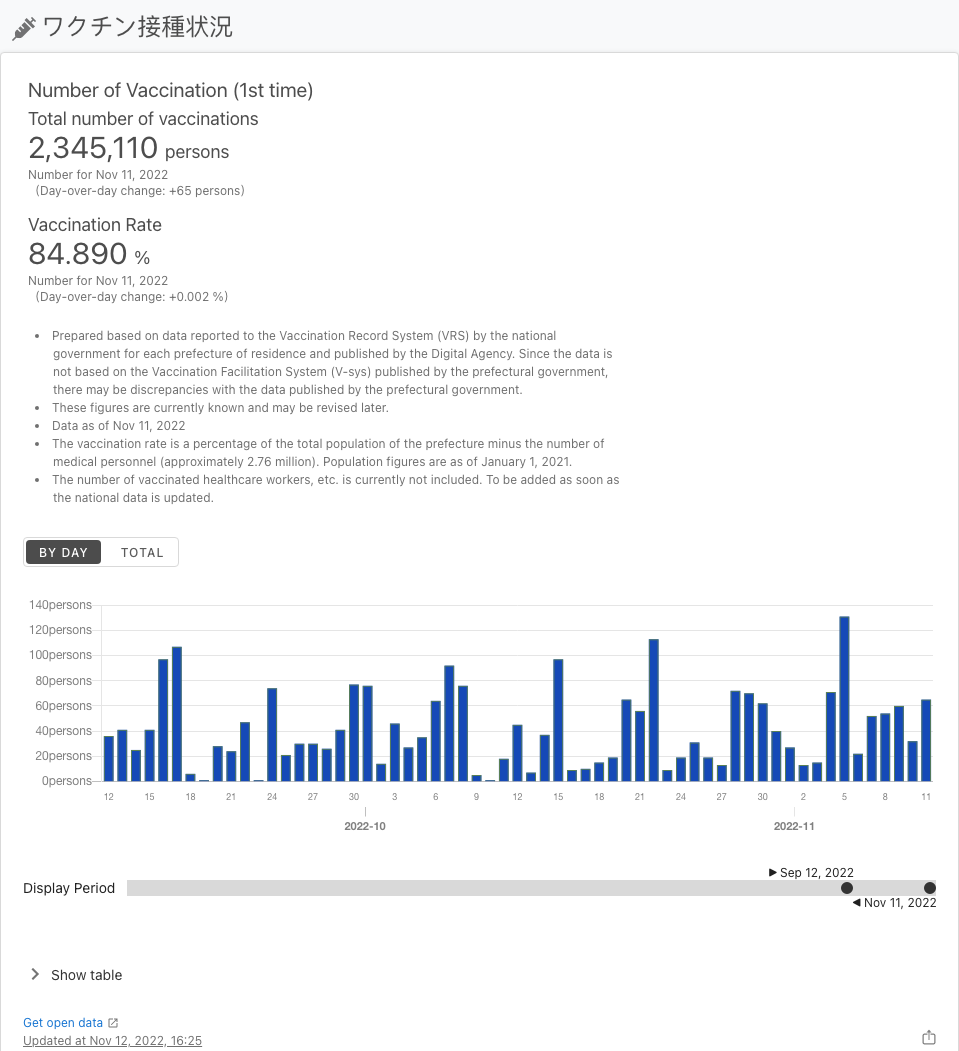 ワクチン接種状況
Number of Vaccination (1st time)
Total number of vaccinations
2,345,110 persons
Number for Nov 11, 2022
(Day-over-day change: +65 persons)
Vaccination Rate
84.890 %
Number for Nov 11, 2022
(Day-over-day change: +0.002 %)
• Prepared based on data reported to the Vaccination Record System (VRS) by the national
government for each prefecture of residence and published by the Digital Agency. Since the data is
not based on the Vaccination Facilitation System (V-sys) published by the prefectural government,
there may be discrepancies with the data published by the prefectural government.
• These figures are currently known and may be revised later.
• Data as of Nov 11, 2022
• The vaccination rate is a percentage of the total population of the prefecture minus the number of
medical personnel (approximately 2.76 million). Population figures are as of January 1, 2021.
• The number of vaccinated healthcare workers, etc. is currently not included. To be added as soon as
the national data is updated.
BY DAY TOTAL
140persons
120persons
100persons
80persons
60persons
40persons
20persons
0persons
12 15 18 21 24 27 30 3 6 9 12 15 18 21 24 27 30 2 5 8 11
2022-10 2022-11
Sep 12, 2022
Display Period
Nov 11, 2022
Show table
Get open data
Updated at Nov 12, 2022, 16:25